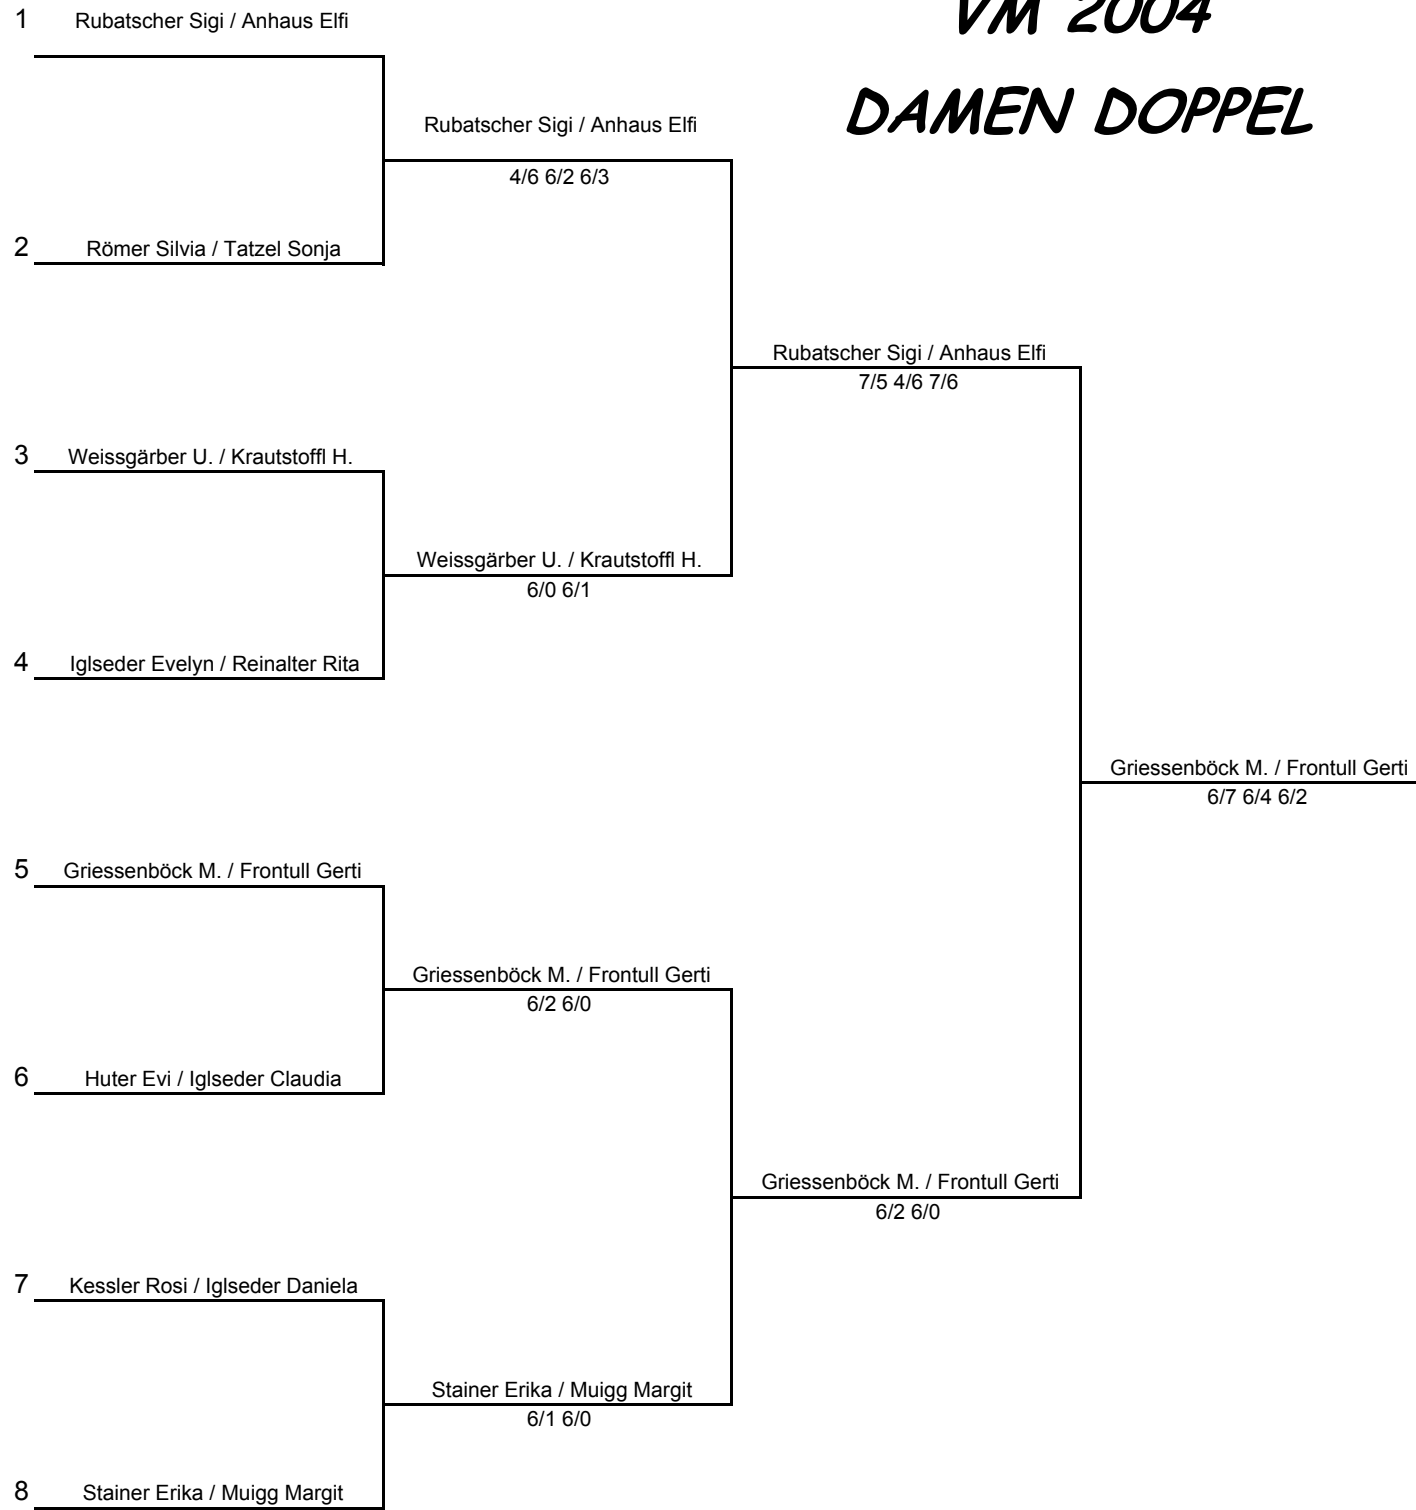 VM 2004
DAMEN DOPPEL
1 Rubatscher Sigi / Anhaus Elfi
Rubatscher Sigi / Anhaus Elfi
4/6 6/2 6/3
2 Römer Silvia / Tatzel Sonja
Rubatscher Sigi / Anhaus Elfi
7/5 4/6 7/6
3 Weissgärber U. / Krautstoffl H.
Weissgärber U. / Krautstoffl H.
6/0 6/1
4 Iglseder Evelyn / Reinalter Rita
Griessenböck M. / Frontull Gerti
6/7 6/4 6/2
5 Griessenböck M. / Frontull Gerti
Griessenböck M. / Frontull Gerti
6/2 6/0
6 Huter Evi / Iglseder Claudia
Griessenböck M. / Frontull Gerti
6/2 6/0
7 Kessler Rosi / Iglseder Daniela
Stainer Erika / Muigg Margit
6/1 6/0
8 Stainer Erika / Muigg Margit